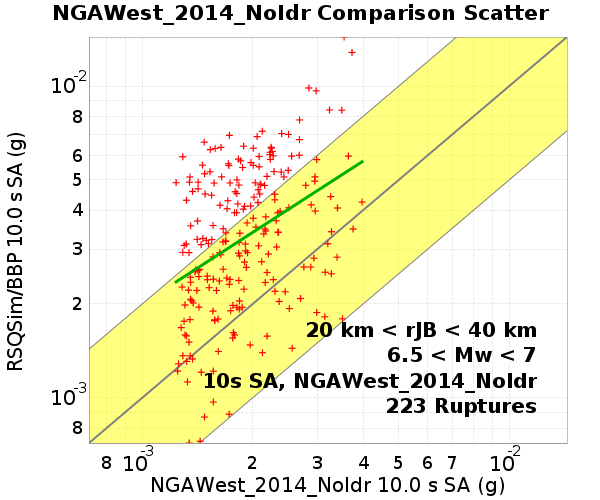 NGAWest_2014_NoIdr Comparison Scatter
RSQSim/BBP 10.0 s SA (g)
10-2
8
6
5
4
3
2
10-3
8
20 km < rJB < 40 km
6.5 < Mw < 7
10s SA, NGAWest_2014_NoIdr
223 Ruptures
8 10-3 2 3 4 5 6 7 8 10-2
NGAWest_2014_NoIdr 10.0 s SA (g)